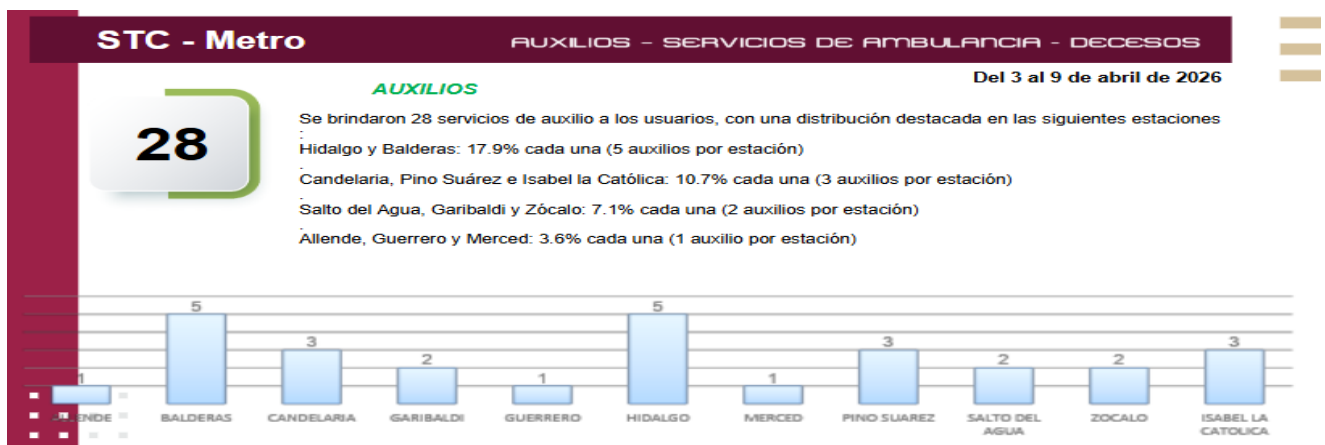 STC - Metro
AUXILIOS - SERVICIOS DE AMBULANCIA - DECESOS
Del 3 al 9 de abril de 2026
AUXILIOS
28
Se brindaron 28 servicios de auxilio a los usuarios, con una distribución destacada en las siguientes estaciones
:
Hidalgo y Balderas: 17.9% cada una (5 auxilios por estación)
.
Candelaria, Pino Suárez e Isabel la Católica: 10.7% cada una (3 auxilios por estación)
.
Salto del Agua, Garibaldi y Zócalo: 7.1% cada una (2 auxilios por estación)
.
Allende, Guerrero y Merced: 3.6% cada una (1 auxilio por estación)
1 5 3 2 1 5 1 3 2 2 3
ALLENDE BALDERAS CANDELARIA GARIBALDI GUERRERO HIDALGO MERCED PINO SUAREZ SALTO DEL ZOCALO ISABEL LA
AGUA CATOLICA